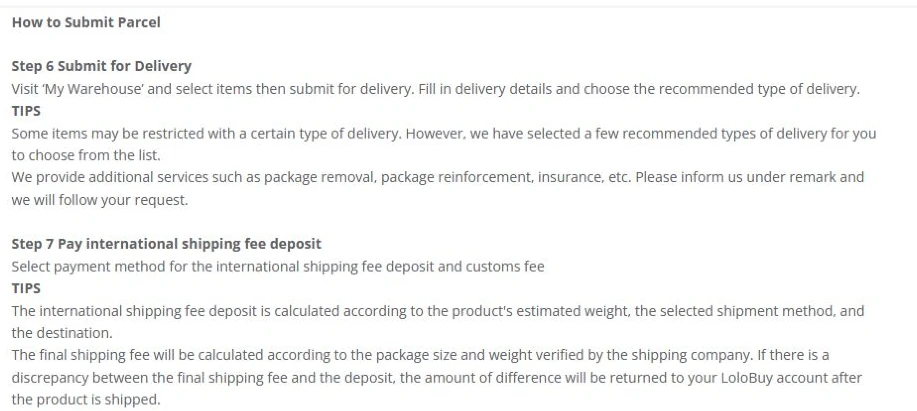 How to Submit Parcel
Step 6 Submit for Delivery
Visit 'My Warehouse' and select items then submit for delivery. Fill in delivery details and choose the recommended type of delivery.
TIPS
Some items may be restricted with a certain type of delivery. However, we have selected a few recommended types of delivery for you
to choose from the list.
We provide additional services such as package removal, package reinforcement, insurance, etc. Please inform us under remark and
we will follow your request.
Step 7 Pay international shipping fee deposit
Select payment method for the international shipping fee deposit and customs fee
TIPS
The international shipping fee deposit is calculated according to the product's estimated weight, the selected shipment method, and
the destination.
The final shipping fee will be calculated according to the package size and weight verified by the shipping company. If there is a
discrepancy between the final shipping fee and the deposit, the amount of difference will be returned to your LoloBuy account after
the product is shipped.